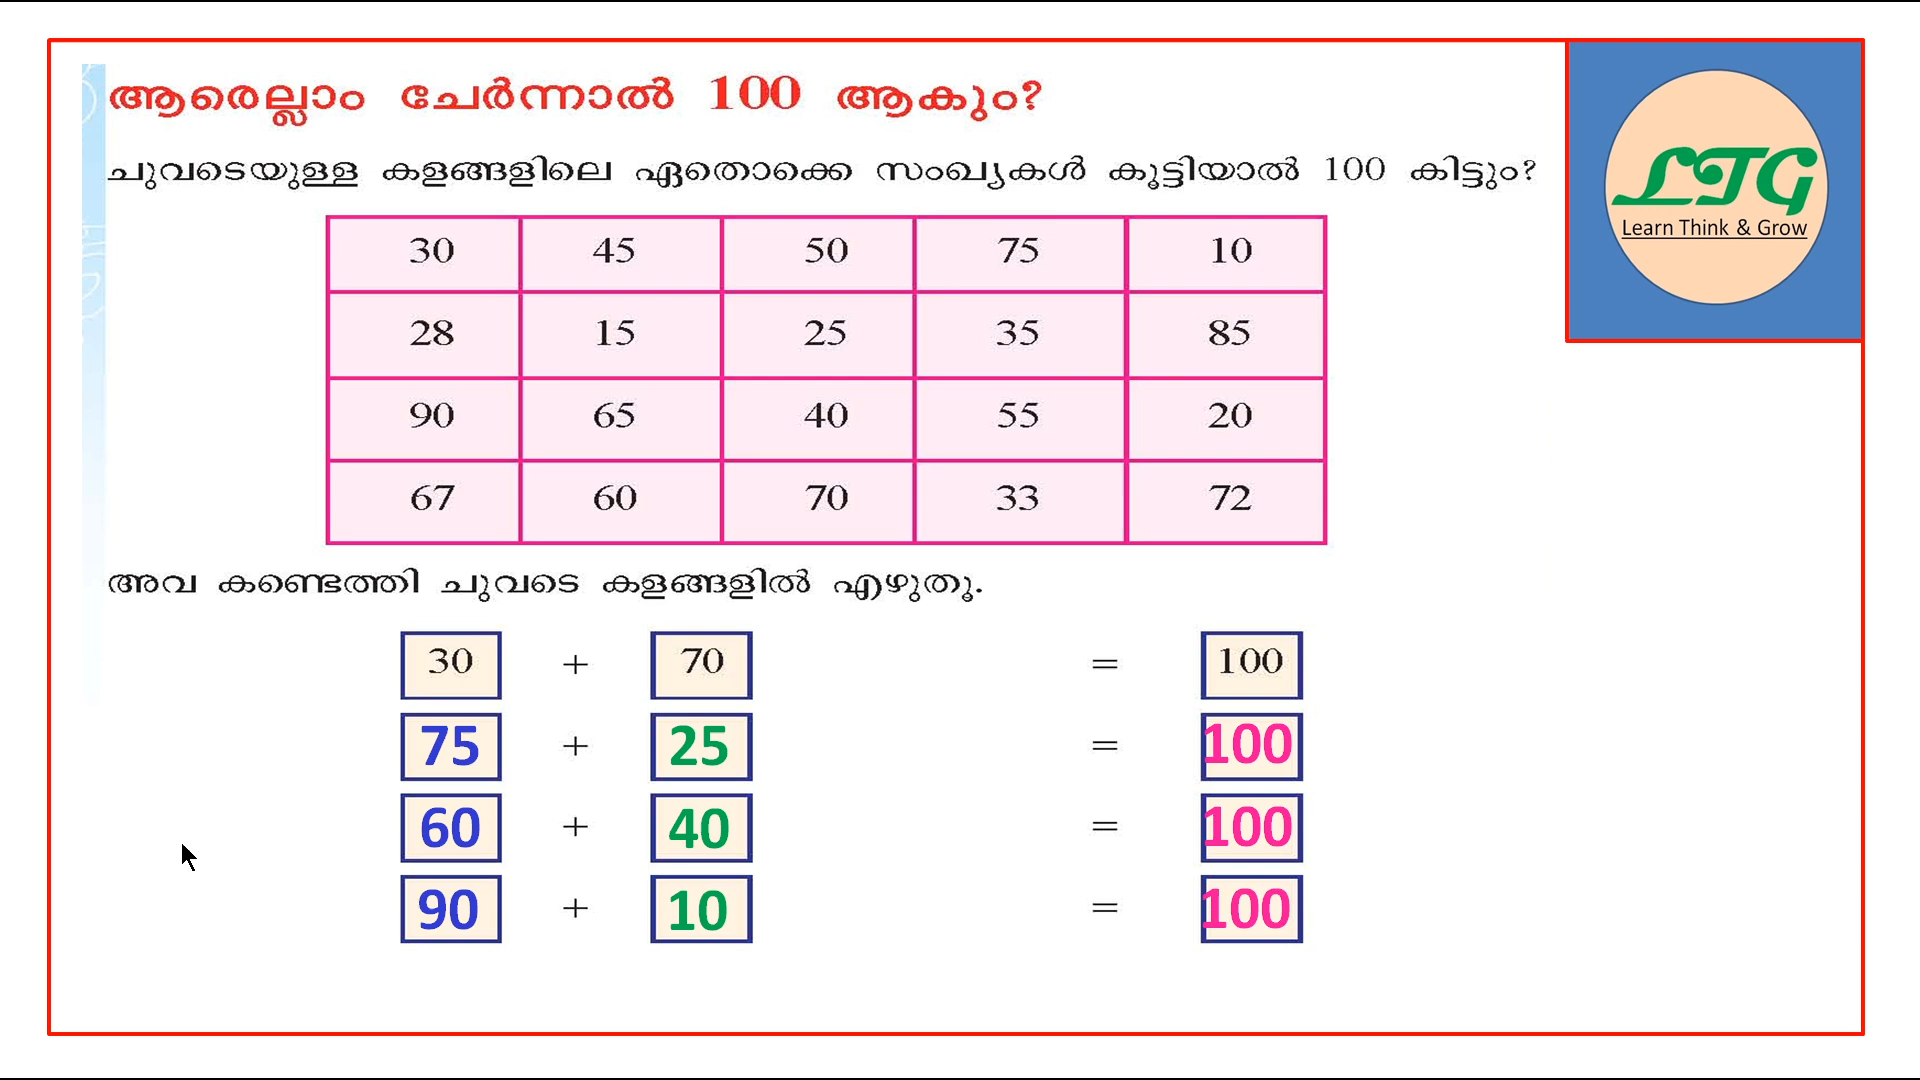 ആരെല്ലാം ചേർന്നാൽ 100 ആകും?
ചുവടെയുള്ള കളങ്ങളിലെ ഏതൊക്കെ സംഖ്യകൾ കൂട്ടിയാൽ 100 കിട്ടും?
LTG
Learn Think & Grow
30 45 50 75 10
28 15 25 35 85
90 65 40 55 20
67 60 70 33 72
അവ കണ്ടെത്തി ചുവടെ കളങ്ങളിൽ എഴുതൂ.
30 + 70 = 100
75 + 25 = 100
60 + 40 = 100
90 + 10 = 100